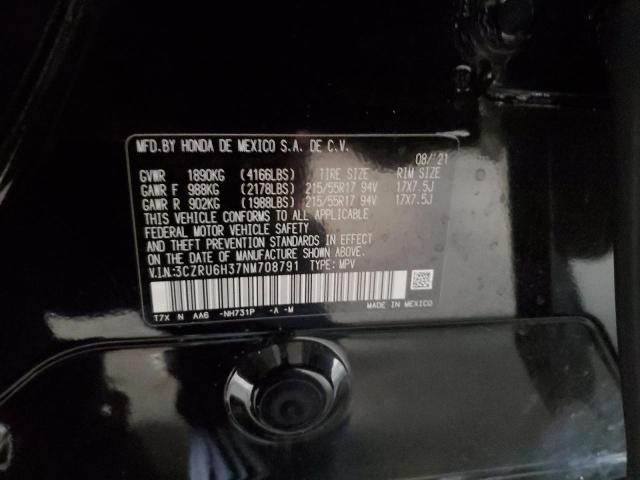 MFD. BY HONDA DE MEXICO S.A. DE C.V.
08/'21
GVWR 1890KG (4166LBS) TIRE SIZE RIM SIZE
GAWR F 988KG (2178LBS) 215/55R17 94V 17X7.5J
GAWR R 902KG (1988LBS) 215/55R17 94V 17X7.5J
THIS VEHICLE CONFORMS TO ALL APPLICABLE
FEDERAL MOTOR VEHICLE SAFETY, BUMPER,
AND THEFT PREVENTION STANDARDS IN EFFECT
ON THE DATE OF MANUFACTURE SHOWN ABOVE.
V.I.N:3CZRU6H37NM708791 TYPE: MPV
T7X N AA6 -NH731P -A -M MADE IN MEXICO